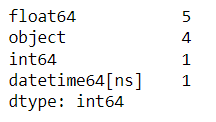 float64 5
object 4
int64 1
datetime64[ns] 1
dtype: int64